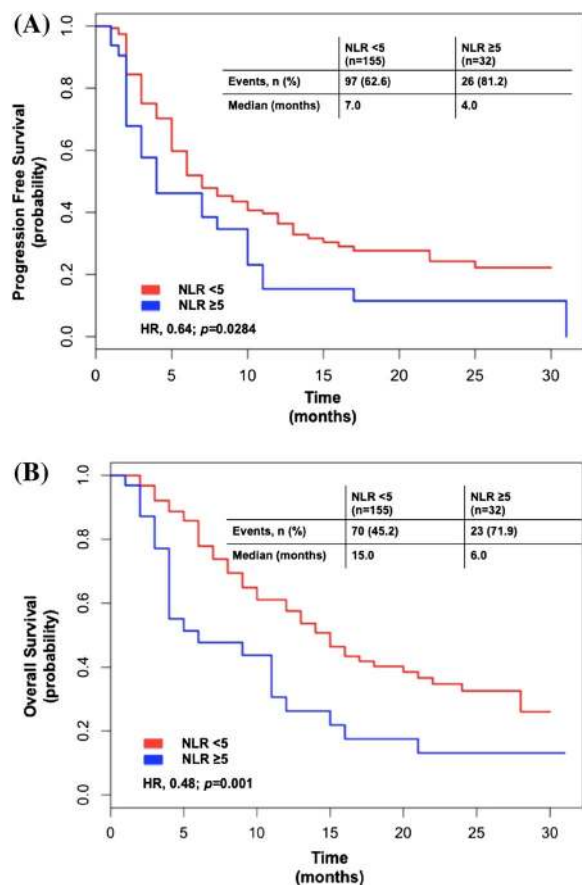 (A)
NLR <5 NLR ≥5
(n=155) (n=32)
Events, n (%) 97 (62.6) 26 (81.2)
Median (months) 7.0 4.0
Progression Free Survival
(probability)
1.0
0.8
0.6
0.4
0.2
0.0
NLR <5
NLR ≥5
HR, 0.64; p=0.0284
0 5 10 15 20 25 30
Time
(months)
(B)
NLR <5 NLR ≥5
(n=155) (n=32)
Events, n (%) 70 (45.2) 23 (71.9)
Median (months) 15.0 6.0
Overall Survival
(probability)
1.0
0.8
0.6
0.4
0.2
0.0
NLR <5
NLR ≥5
HR, 0.48; p=0.001
0 5 10 15 20 25 30
Time
(months)